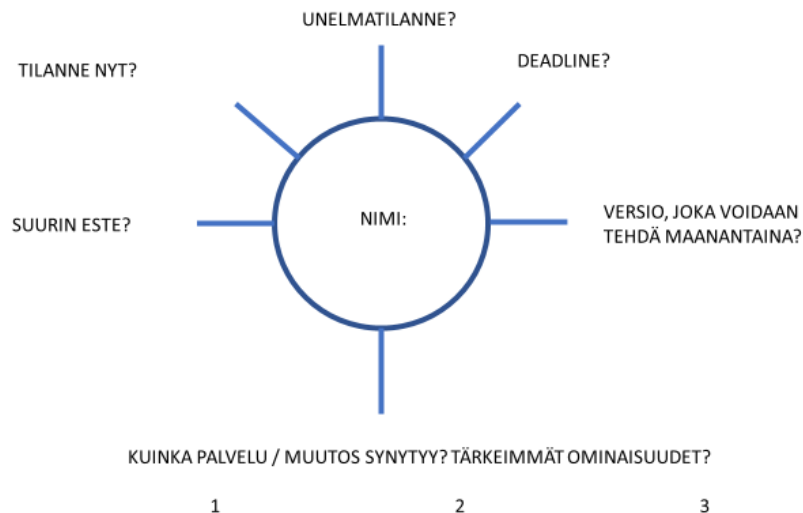 UNELMATILANNE?
TILANNE NYT?
DEADLINE?
SUURIN ESTE?
NIMI:
VERSIO, JOKA VOIDAAN
TEHDÄ MAANANTAINA?
KUINKA PALVELU / MUUTOS SYNYTYY? TÄRKEIMMÄT OMINAISUUDET?
1 2 3